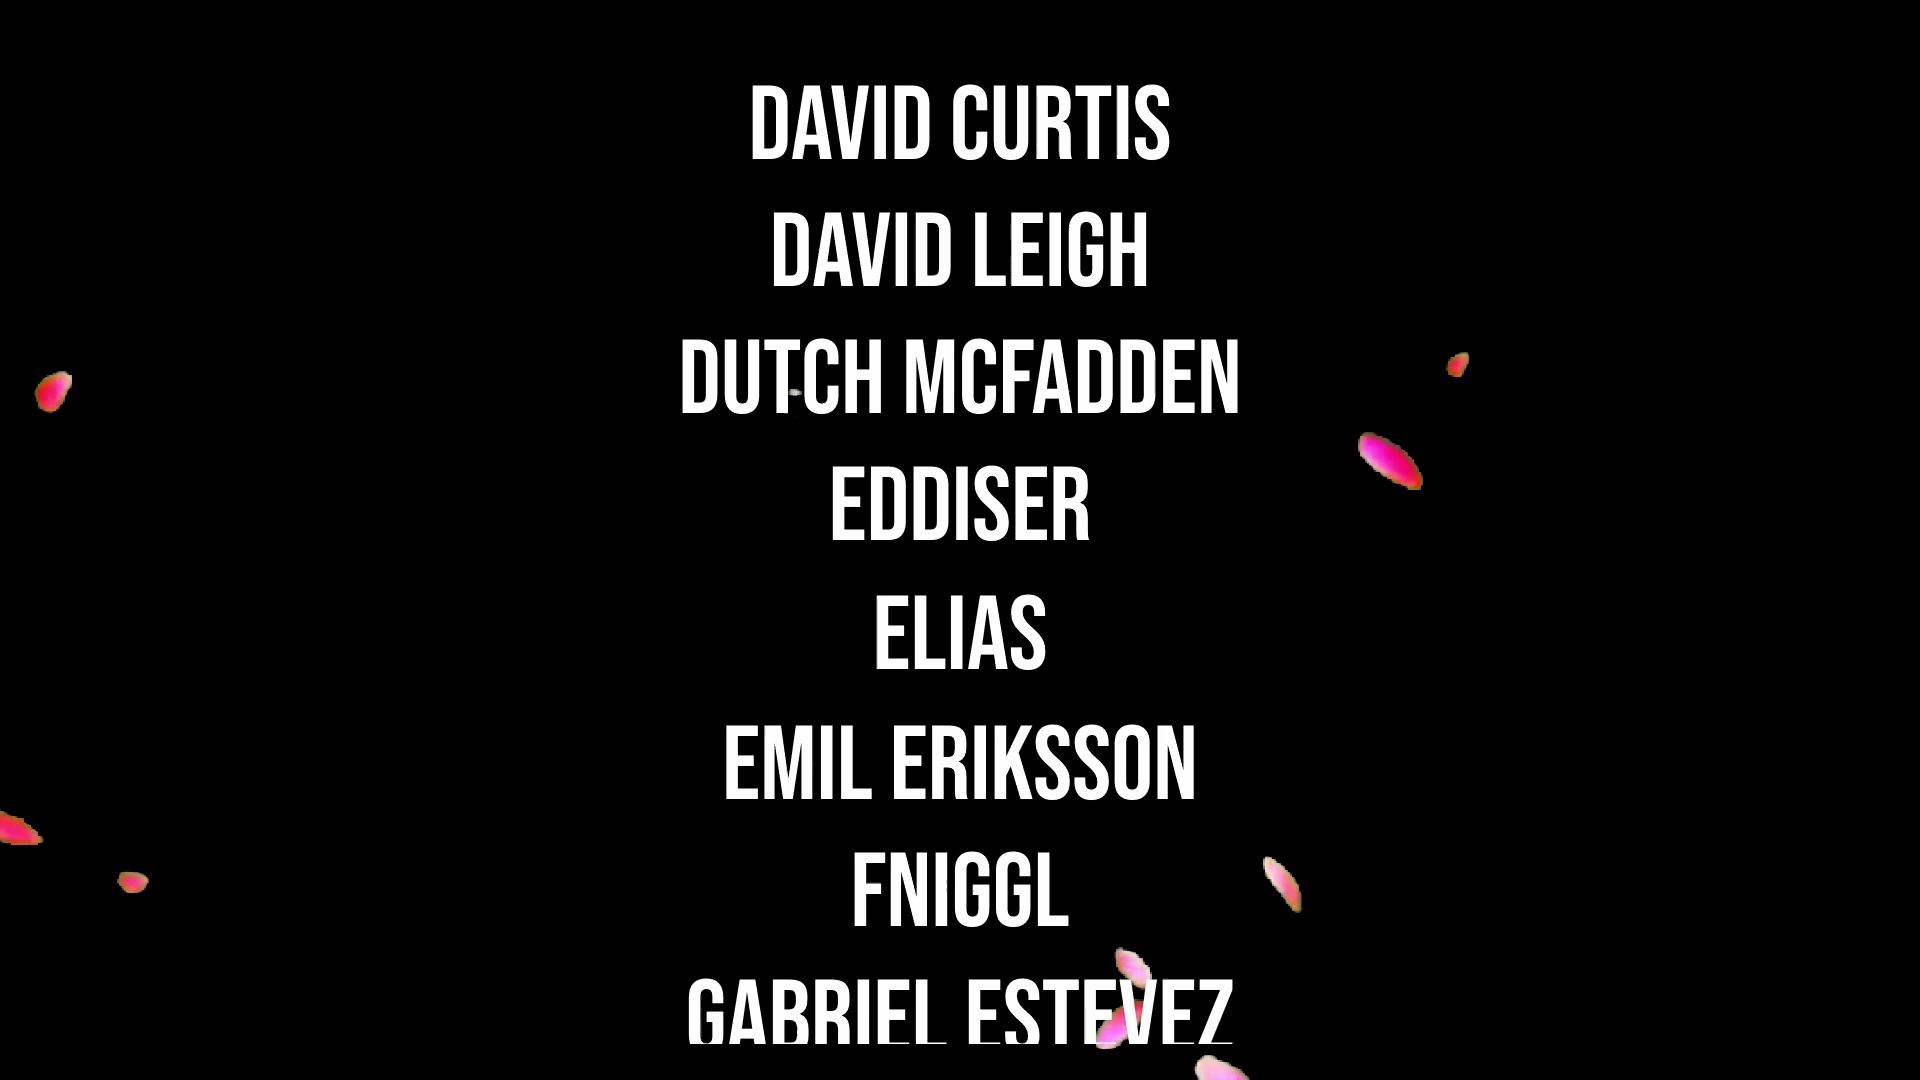 DAVID CURTIS
DAVID LEIGH
DUTCH MCFADDEN
EDDISER
ELIAS
EMIL ERIKSSON
FNIGGL
GABRIEL ESTEVEZ